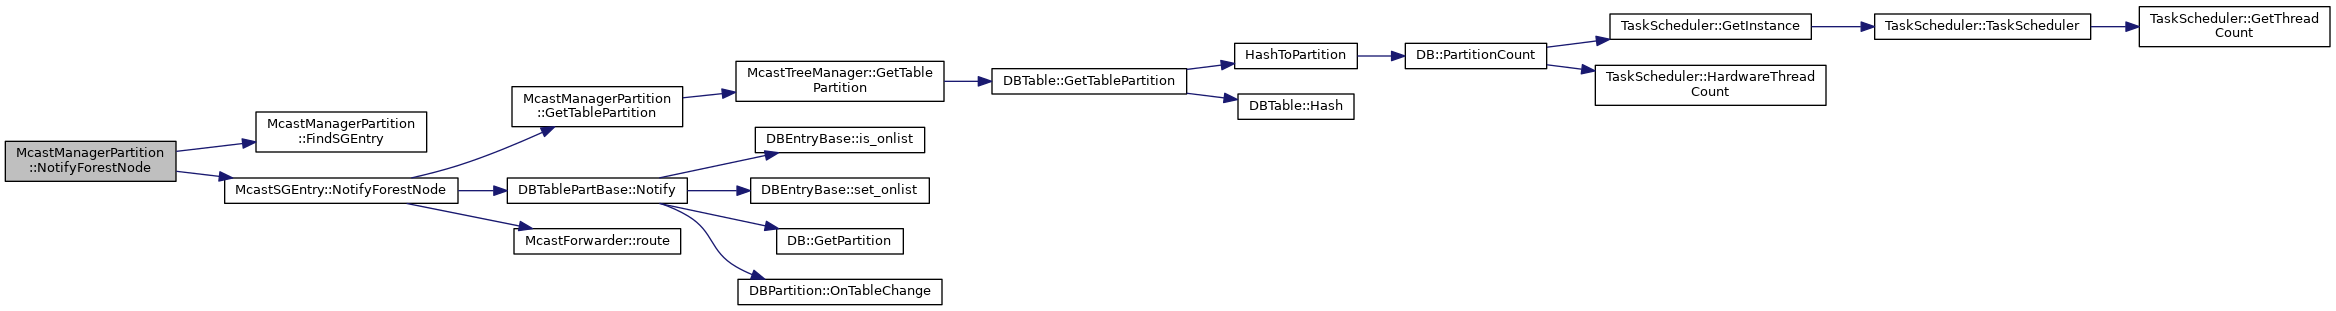 McastManagerPartition
::NotifyForestNode
McastManagerPartition
::FindSGEntry
McastSGEntry::NotifyForestNode
McastManagerPartition
::GetTablePartition
DBTablePartBase::Notify
McastForwarder::route
McastTreeManager::GetTable
Partition
DBEntryBase::is_onlist
DBEntryBase::set_onlist
DB::GetPartition
DBPartition::OnTableChange
DBTable::GetTablePartition
HashToPartition
DBTable::Hash
DB::PartitionCount
TaskScheduler::GetInstance
TaskScheduler::HardwareThread
Count
TaskScheduler::TaskScheduler
TaskScheduler::GetThread
Count